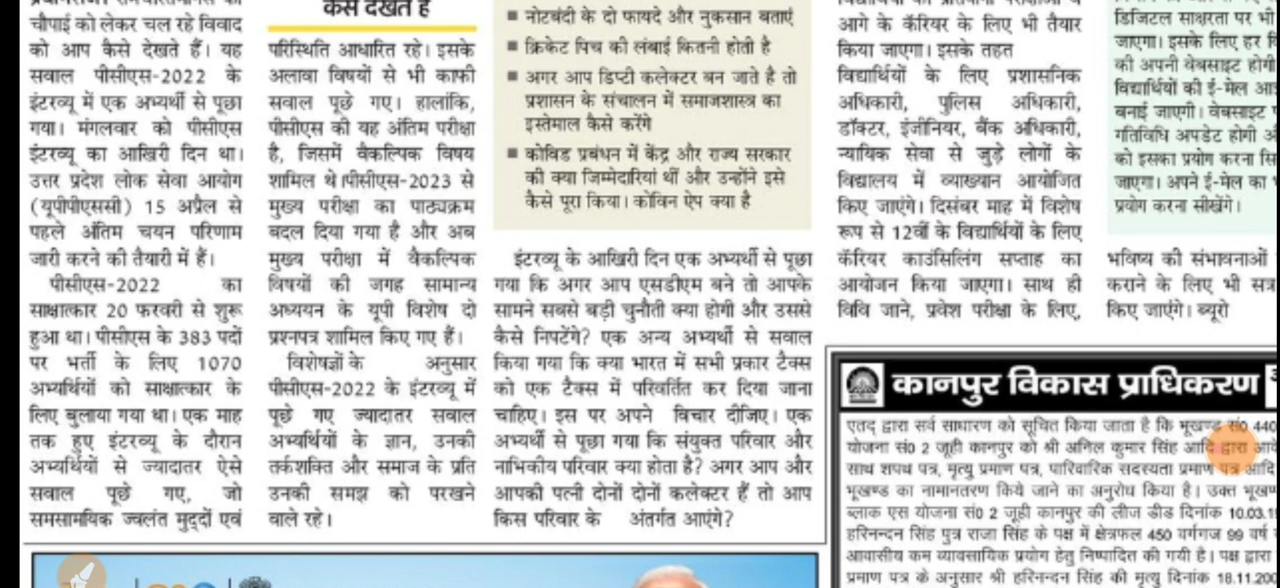 चौपाई को लेकर चल रहे विवाद
को आप कैसे देखते हैं। यह
सवाल पीसीएस-2022 के
इंटरव्यू में एक अभ्यर्थी से पूछा
गया। मंगलवार को पीसीएस
इंटरव्यू का आखिरी दिन था।
उत्तर प्रदेश लोक सेवा आयोग
(यूपीपीएससी) 15 अप्रैल से
पहले अंतिम चयन परिणाम
जारी करने की तैयारी में हैं।
पीसीएस-2022 का
साक्षात्कार 20 फरवरी से शुरू
हुआ था। पीसीएस के 383 पदों
पर भर्ती के लिए 1070
अभ्यर्थियों को साक्षात्कार के
लिए बुलाया गया था। एक माह
तक हुए इंटरव्यू के दौरान
अभ्यर्थियों से ज्यादातर ऐसे
सवाल पूछे गए, जो
समसामयिक ज्वलंत मुद्दों एवं
कैसे देखते हैं
परिस्थिति आधारित रहे। इसके
अलावा विषयों से भी काफी
सवाल पूछे गए। हालांकि,
पीसीएस की यह अंतिम परीक्षा
है, जिसमें वैकल्पिक विषय
शामिल थे।पीसीएस-2023 से
मुख्य परीक्षा का पाठ्यक्रम
बदल दिया गया है और अब
मुख्य परीक्षा में वैकल्पिक
विषयों की जगह सामान्य
अध्ययन के यूपी विशेष दो
प्रश्नपत्र शामिल किए गए हैं।
विशेषज्ञों के अनुसार
पीसीएस-2022 के इंटरव्यू में
पूछे गए ज्यादातर सवाल
अभ्यर्थियों के ज्ञान, उनकी
तर्कशक्ति और समाज के प्रति
उनकी समझ को परखने
वाले रहे।
■ नोटबंदी के दो फायदे और नुकसान बताएं
■ क्रिकेट पिच की लंबाई कितनी होती है
■ अगर आप डिप्टी कलेक्टर बन जाते है तो
प्रशासन के संचालन में समाजशास्त्र का
इस्तेमाल कैसे करेंगे
■ कोविड प्रबंधन में केंद्र और राज्य सरकार
की क्या जिम्मेदारियां थीं और उन्होंने इसे
कैसे पूरा किया। कोविन ऐप क्या है
इंटरव्यू के आखिरी दिन एक अभ्यर्थी से पूछा
गया कि अगर आप एसडीएम बने तो आपके
सामने सबसे बड़ी चुनौती क्या होगी और उससे
कैसे निपटेंगे? एक अन्य अभ्यर्थी से सवाल
किया गया कि क्या भारत में सभी प्रकार टैक्स
को एक टैक्स में परिवर्तित कर दिया जाना
चाहिए। इस पर अपने विचार दीजिए। एक
अभ्यर्थी से पूछा गया कि संयुक्त परिवार और
नाभिकीय परिवार क्या होता है? अगर आप और
आपकी पत्नी दोनों दोनों कलेक्टर हैं तो आप
किस परिवार के अंतर्गत आएंगे?
आगे के कॅरियर के लिए भी तैयार
किया जाएगा। इसके तहत
विद्यार्थियों के लिए प्रशासनिक
अधिकारी, पुलिस अधिकारी,
डॉक्टर, इंजीनियर, बैंक अधिकारी,
न्यायिक सेवा से जुड़े लोगों के
विद्यालय में व्याख्यान आयोजित
किए जाएंगे। दिसंबर माह में विशेष
रूप से 12वीं के विद्यार्थियों के लिए
कॅरियर काउंसिलिंग सप्ताह का
आयोजन किया जाएगा। साथ ही
विवि जाने, प्रवेश परीक्षा के लिए,
डिजिटल साक्षरता पर भी
जाएगा। इसके लिए हर
की अपनी वेबसाइट होगी
विद्यार्थियों की ई-मेल
बनाई जाएगी। वेबसाइट
गतिविधि अपडेट होगी
को इसका प्रयोग करना
जाएगा। अपने ई-मेल का
प्रयोग करना सीखेंगे।
भविष्य की संभावनाओं
कराने के लिए भी सत्र
किए जाएंगे। ब्यूरो
कानपुर विकास प्राधिकरण
एतद् द्वारा सर्व साधारण को सूचित किया जाता है कि भूखण्ड सं0 440
योजना सं0 2 जूही कानपुर को श्री अनिल कुमार सिंह आदि द्वारा
साथ शपथ पत्र, मृत्यु प्रमाण पत्र, पारिवारिक सदस्यता प्रमाण पत्र आदि
भूखण्ड का नामान्तरण किये जाने का अनुरोध किया है। उक्त
ब्लाक एस योजना सं0 2 जूही कानपुर की लीज डीड दिनांक 10.03.
हरिनन्दन सिंह पुत्र राजा सिंह के पक्ष में क्षेत्रफल 450 वर्गगज 99 वर्ष
आवासीय कम व्यावसायिक प्रयोग हेतु निष्पादित की गयी है। पक्ष द्वारा
प्रमाण पत्र के अनुसार श्री हरिनन्दन सिंह की मृत्यु दिनांक 18.11.